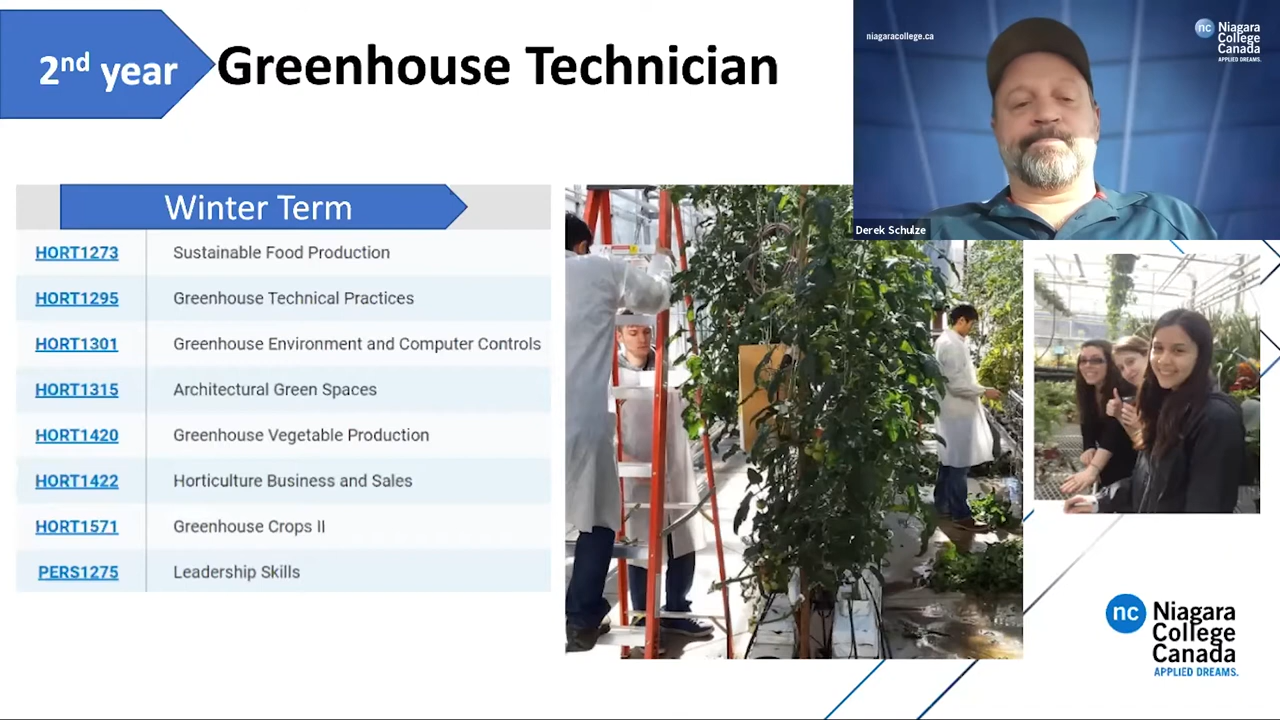 2nd year
Greenhouse Technician
niagaracollege.ca
nc Niagara
College
Canada
APPLIED DREAMS.
Derek Schulze
Winter Term
HORT1273 Sustainable Food Production
HORT1295 Greenhouse Technical Practices
HORT1301 Greenhouse Environment and Computer Controls
HORT1315 Architectural Green Spaces
HORT1420 Greenhouse Vegetable Production
HORT1422 Horticulture Business and Sales
HORT1571 Greenhouse Crops II
PERS1275 Leadership Skills
nc Niagara
College
Canada
APPLIED DREAMS.